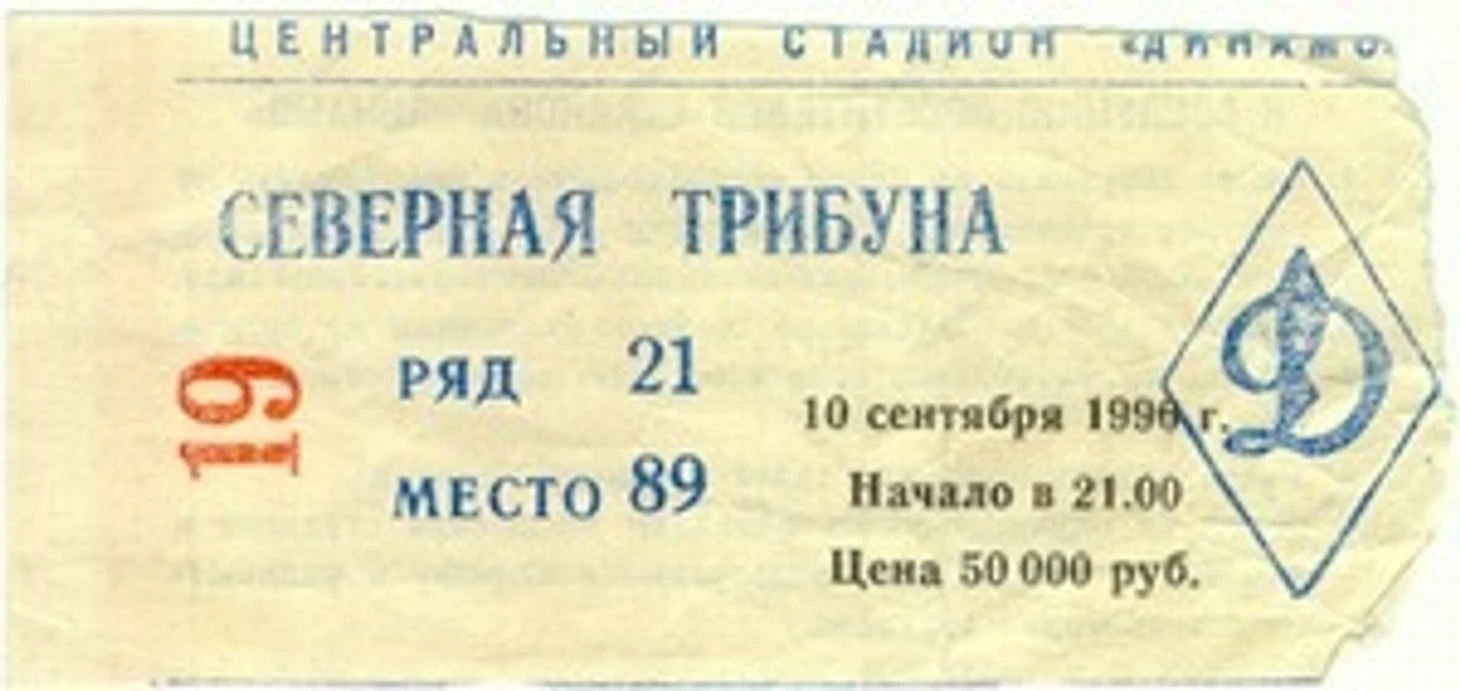 ЦЕНТРАЛЬНЫЙ СТАДИОН «ДИНАМО»
СЕВЕРНАЯ ТРИБУНА
19
РЯД 21
МЕСТО 89
10 сентября 1996 г.
Начало в 21.00
Цена 50 000 руб.
Д